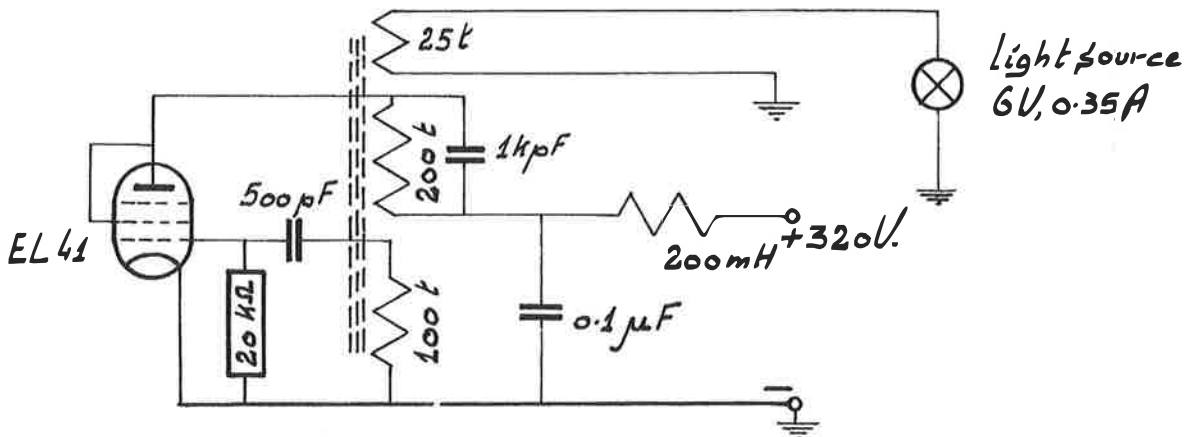 25t
Light source
6V, 0.35A
200t
1kpF
500pF
EL41
200mH
+320V.
20kΩ
100t
0.1µF